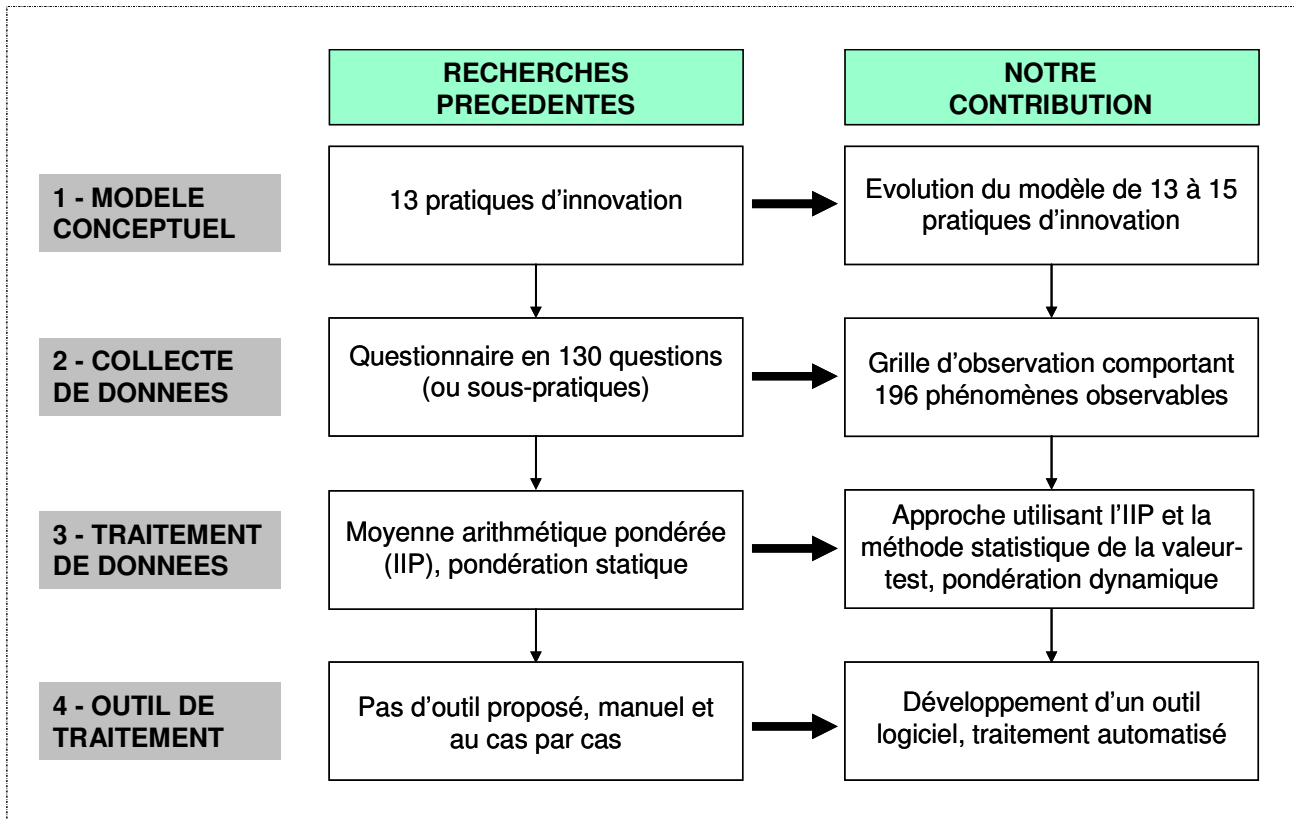 RECHERCHES
PRECEDENTES
NOTRE
CONTRIBUTION
1 - MODELE
CONCEPTUEL
13 pratiques d'innovation
Evolution du modèle de 13 à 15
pratiques d'innovation
2 - COLLECTE
DE DONNEES
Questionnaire en 130 questions
(ou sous-pratiques)
Grille d'observation comportant
196 phénomènes observables
3 - TRAITEMENT
DE DONNEES
Moyenne arithmétique pondérée
(IIP), pondération statique
Approche utilisant l'IIP et la
méthode statistique de la valeur-
test, pondération dynamique
4 - OUTIL DE
TRAITEMENT
Pas d'outil proposé, manuel et
au cas par cas
Développement d'un outil
logiciel, traitement automatisé